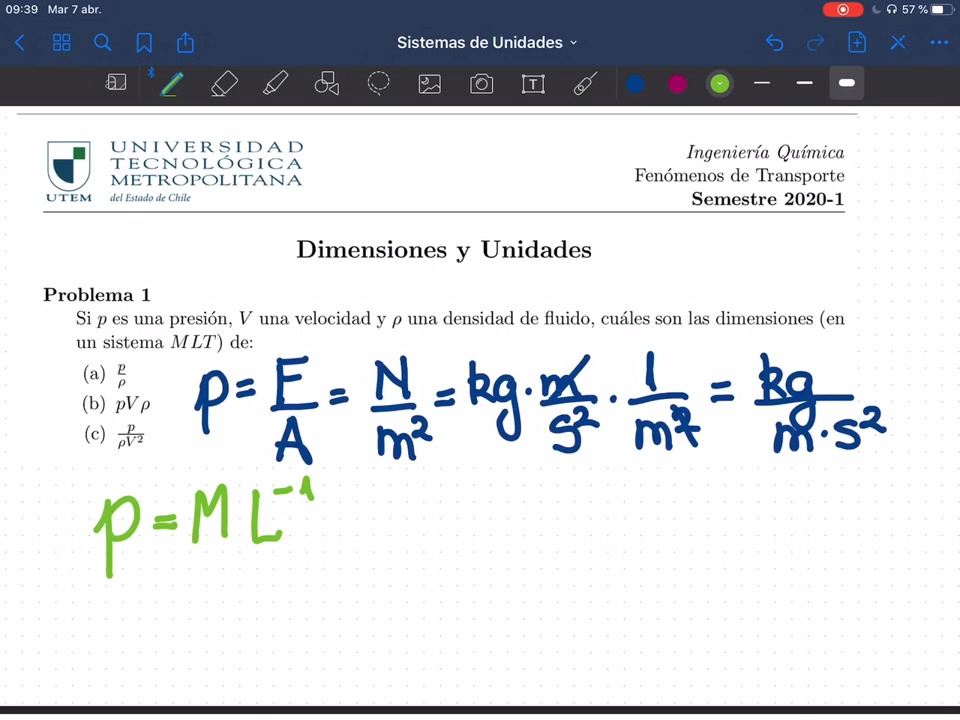 09:39 Mar 7 abr. 57 %
Sistemas de Unidades
T
UNIVERSIDAD
TECNOLÓGICA
METROPOLITANA
UTEM del Estado de Chile
Ingeniería Química
Fenómenos de Transporte
Semestre 2020-1
Dimensiones y Unidades
Problema 1
Si p es una presión, V una velocidad y ρ una densidad de fluido, cuáles son las dimensiones (en
un sistema MLT) de:
(a) p/ρ
(b) pVρ
(c) p/ρV²
p = F/A = N/m² = kg · m/s² · 1/m² = kg/m·s²
p = M L⁻¹